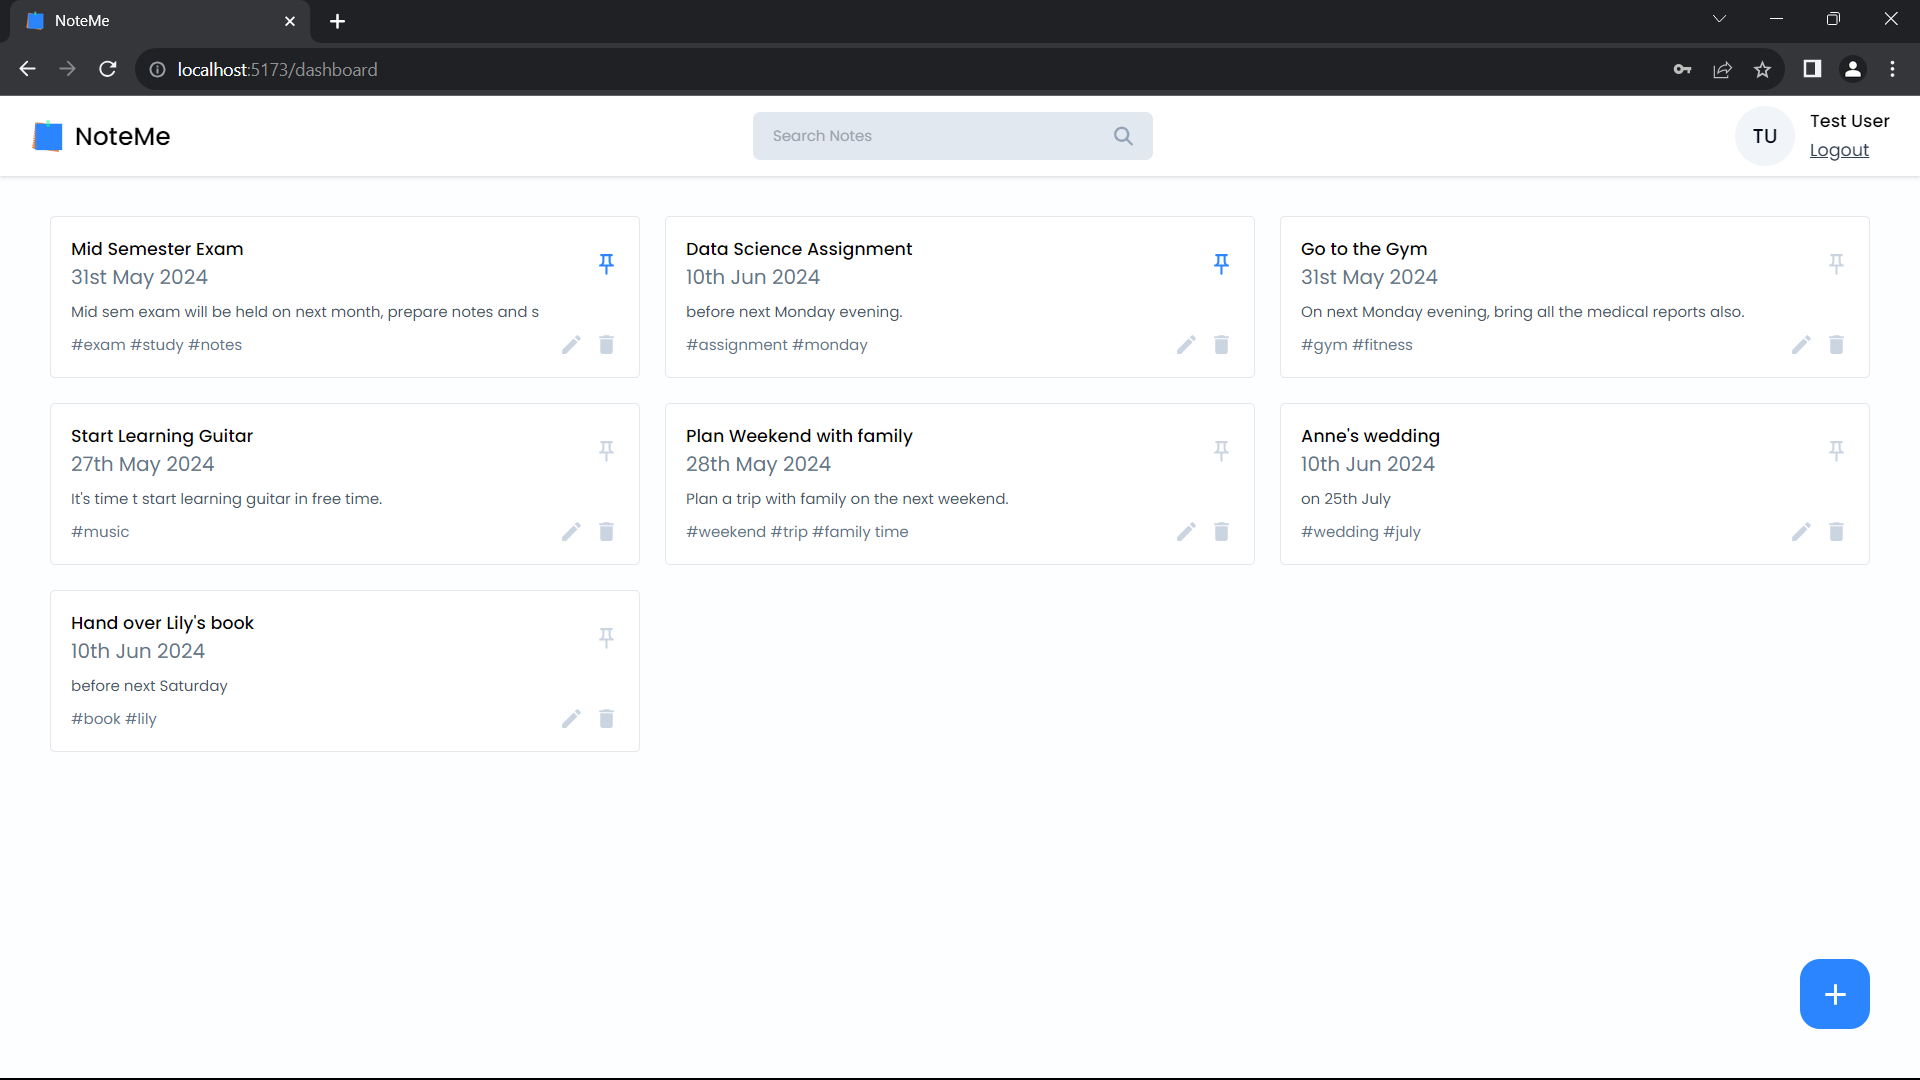 NoteMe
localhost:5173/dashboard
NoteMe
Search Notes
TU
Test User
Logout
Mid Semester Exam
31st May 2024
Mid sem exam will be held on next month, prepare notes and s
#exam #study #notes
Data Science Assignment
10th Jun 2024
before next Monday evening.
#assignment #monday
Go to the Gym
31st May 2024
On next Monday evening, bring all the medical reports also.
#gym #fitness
Start Learning Guitar
27th May 2024
It's time t start learning guitar in free time.
#music
Plan Weekend with family
28th May 2024
Plan a trip with family on the next weekend.
#weekend #trip #family time
Anne's wedding
10th Jun 2024
on 25th July
#wedding #july
Hand over Lily's book
10th Jun 2024
before next Saturday
#book #lily